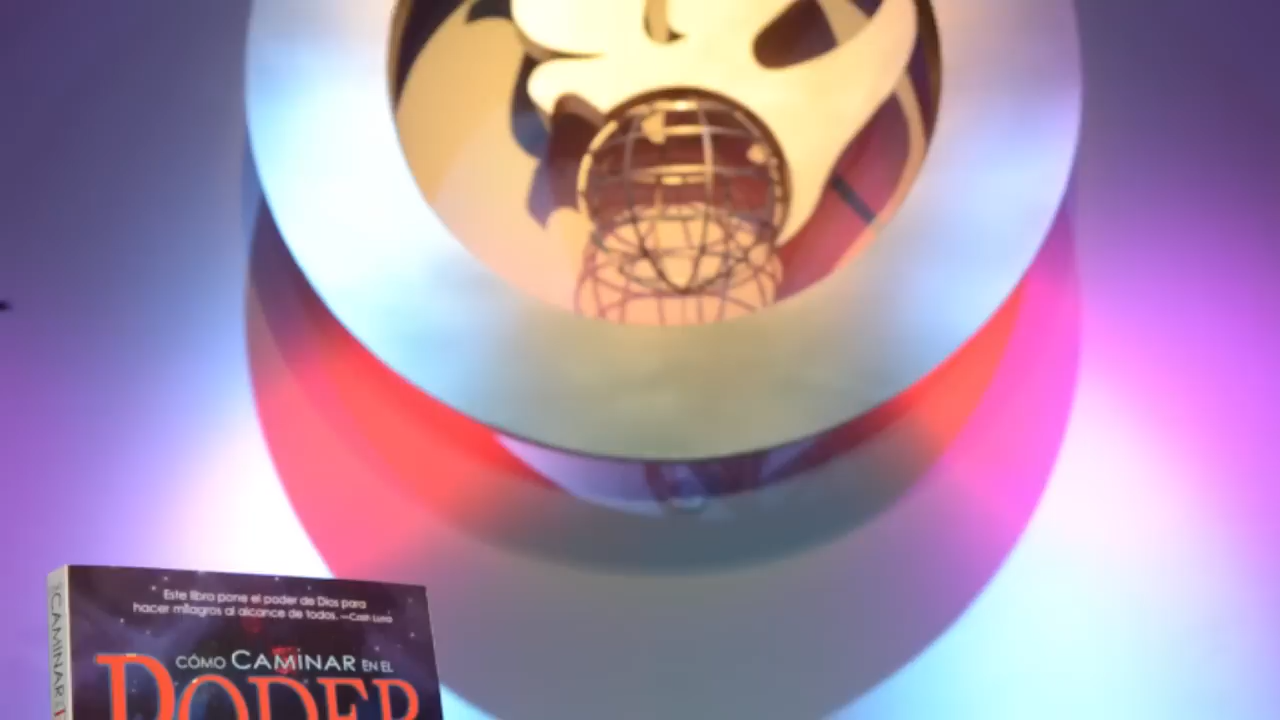 Este libro pone el poder de Dios para
hacer milagros al alcance de todos. —Cash Luna
CÓMO CAMINAR EN EL
PODER
CAMINAR